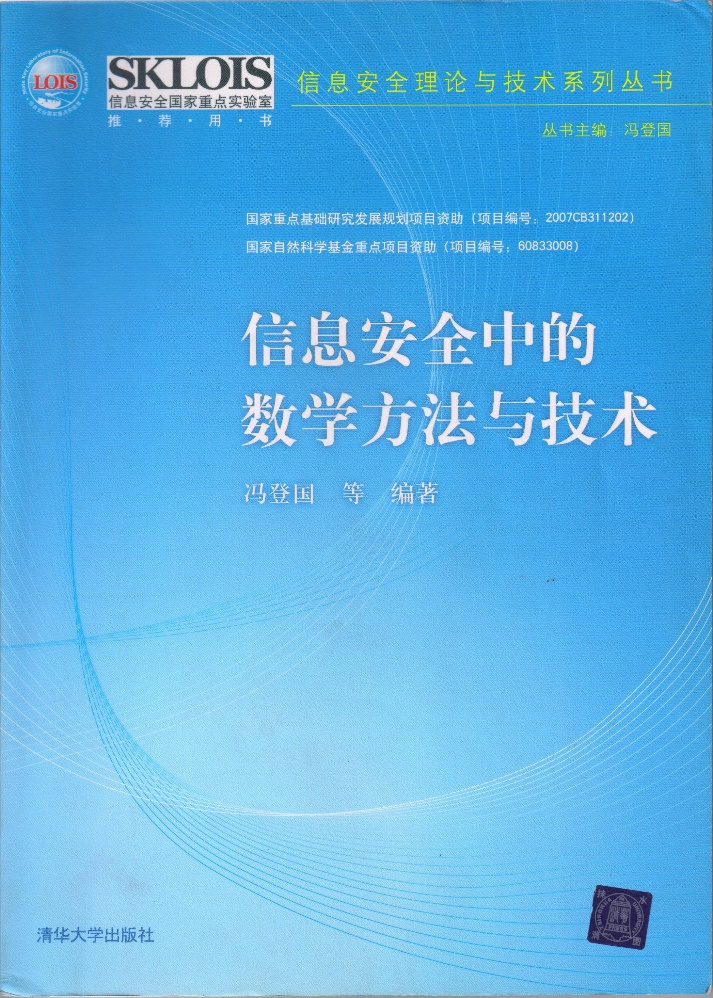 LOIS
SKLOIS
信息安全国家重点实验室
推·荐·用·书
信息安全理论与技术系列丛书
丛书主编：冯登国
国家重点基础研究发展规划项目资助（项目编号：2007CB311202）
国家自然科学基金重点项目资助（项目编号：60833008）
信息安全中的
数学方法与技术
冯登国 等 编著
清华大学出版社